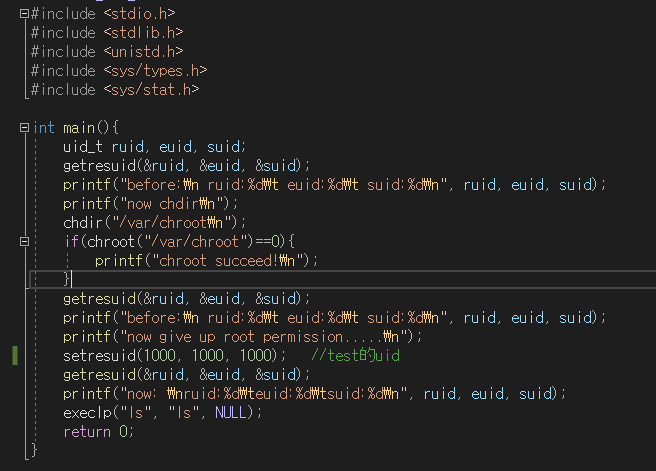 #include <stdio.h>
#include <stdlib.h>
#include <unistd.h>
#include <sys/types.h>
#include <sys/stat.h>
int main(){
uid_t ruid, euid, suid;
getresuid(&ruid, &euid, &suid);
printf("before:₩n ruid:%d₩t euid:%d₩t suid:%d₩n", ruid, euid, suid);
printf("now chdir₩n");
chdir("/var/chroot₩n");
if(chroot("/var/chroot")==0){
printf("chroot succeed!₩n");
}
getresuid(&ruid, &euid, &suid);
printf("before:₩n ruid:%d₩t euid:%d₩t suid:%d₩n", ruid, euid, suid);
printf("now give up root permission.....₩n");
setresuid(1000, 1000, 1000); //test的uid
getresuid(&ruid, &euid, &suid);
printf("now: ₩nruid:%d₩teuid:%d₩tsuid:%d₩n", ruid, euid, suid);
execlp("ls", "ls", NULL);
return 0;
}